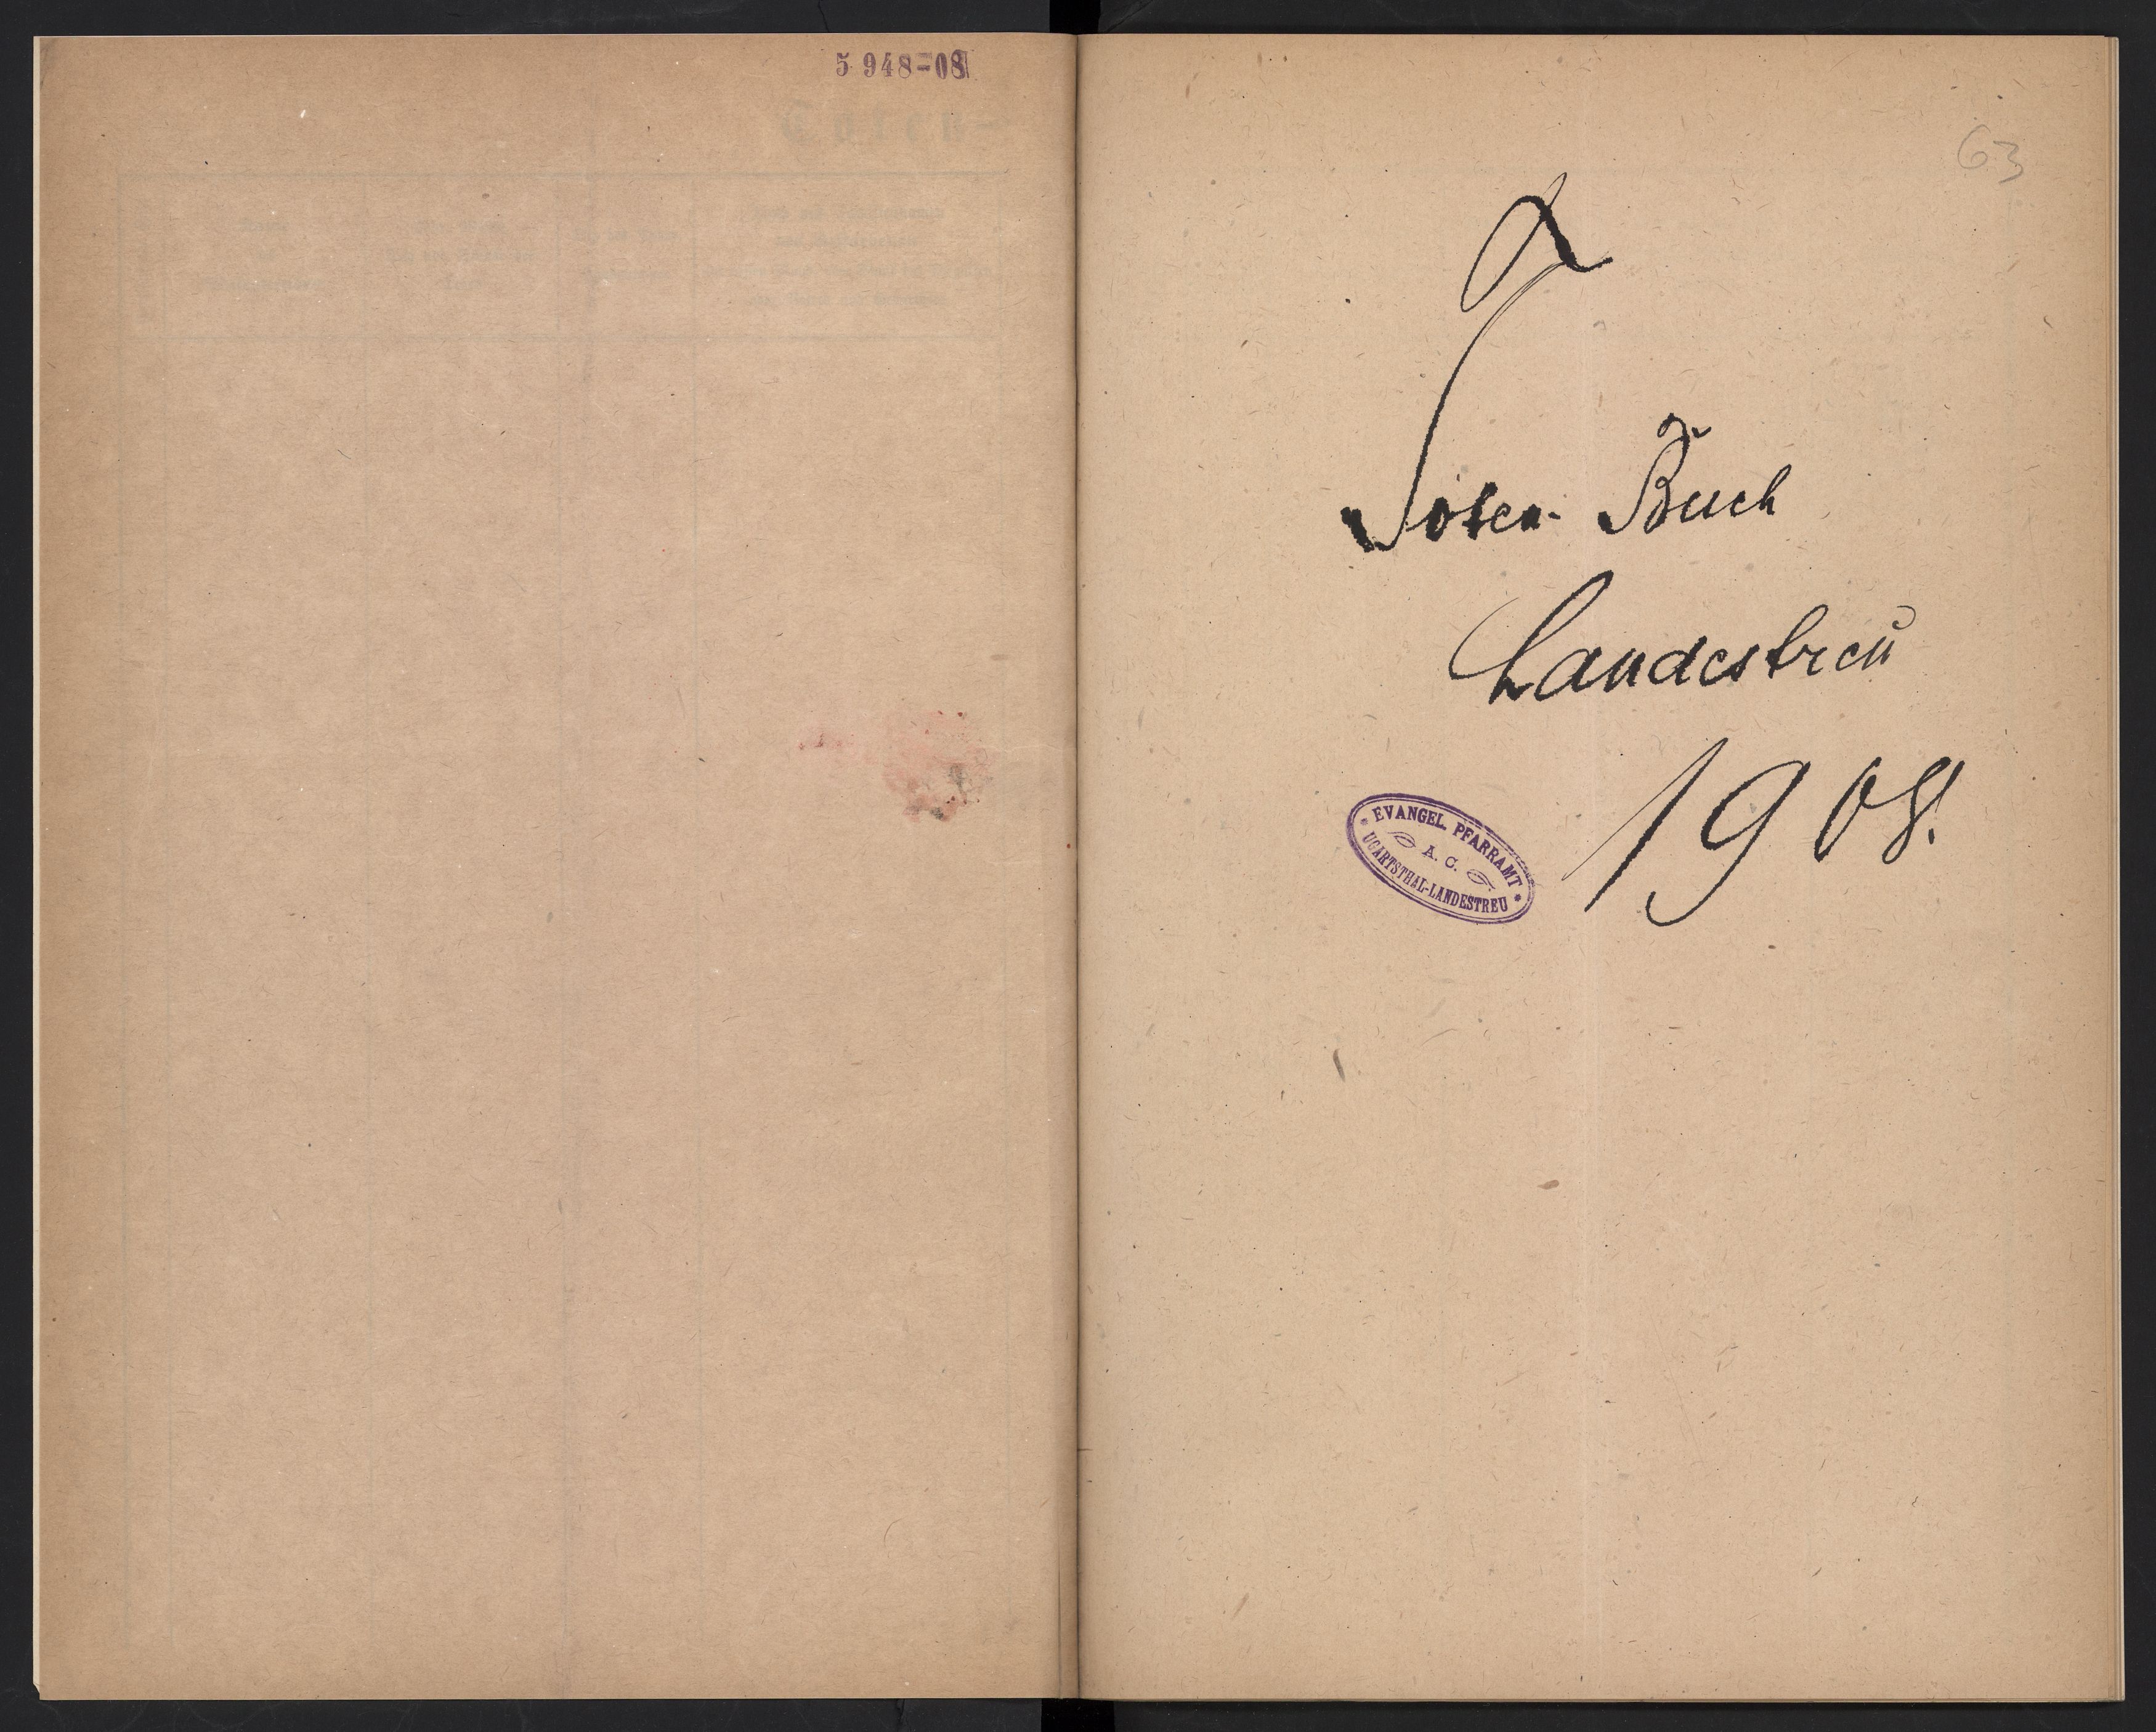 5 948-08
63
Toten-Buch
Landestreu
1908.
EVANGEL. PFARRAMT
A. C.
UGARTSTHAL-LANDESTREU